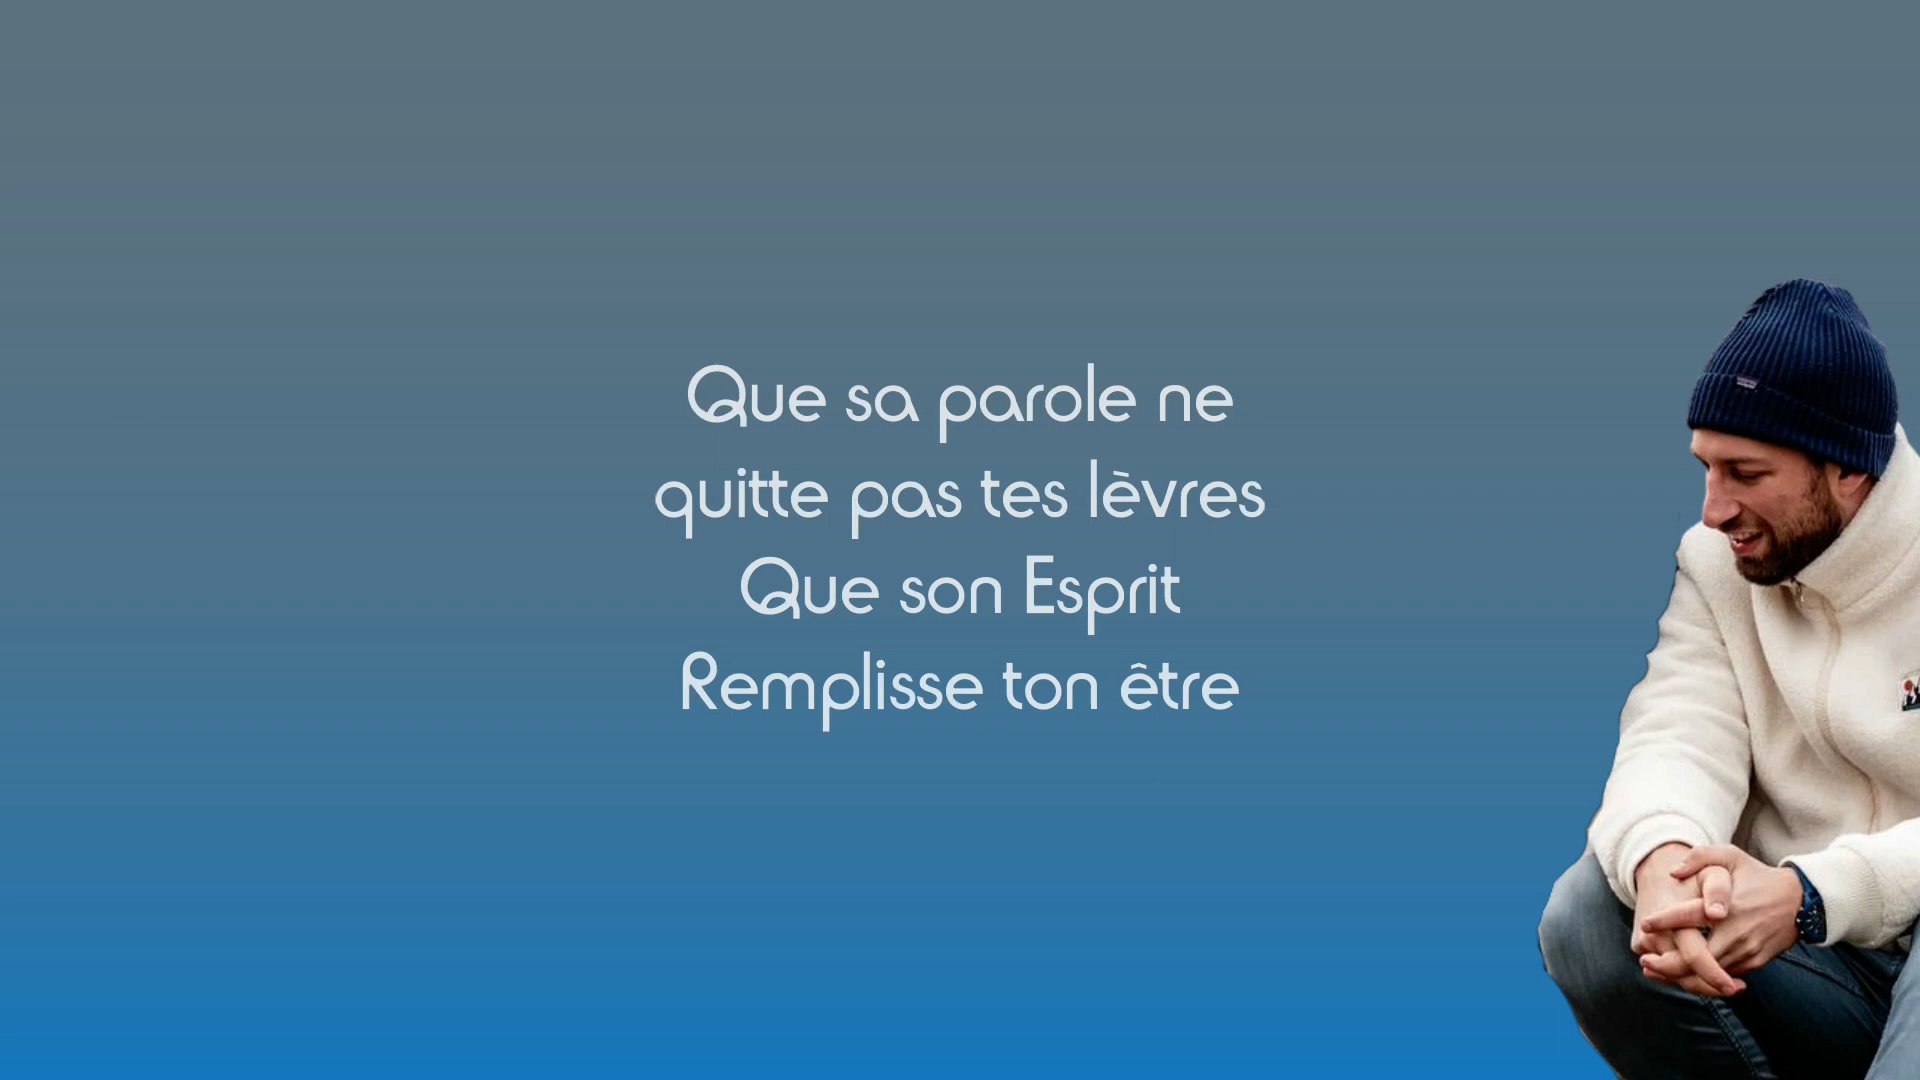 Que sa parole ne
quitte pas tes lèvres
Que son Esprit
Remplisse ton être